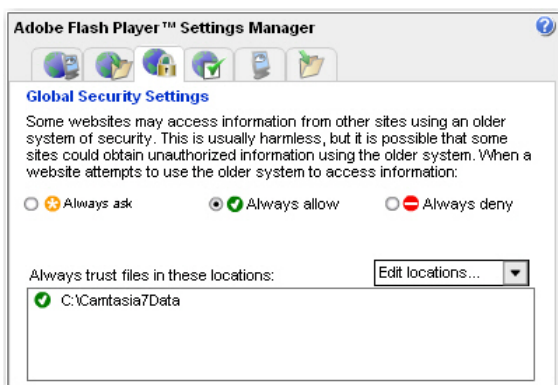 Adobe Flash Player™ Settings Manager
Global Security Settings
Some websites may access information from other sites using an older
system of security. This is usually harmless, but it is possible that some
sites could obtain unauthorized information using the older system. When a
website attempts to use the older system to access information:
Always ask Always allow Always deny
Always trust files in these locations: Edit locations...
C:\Camtasia7Data